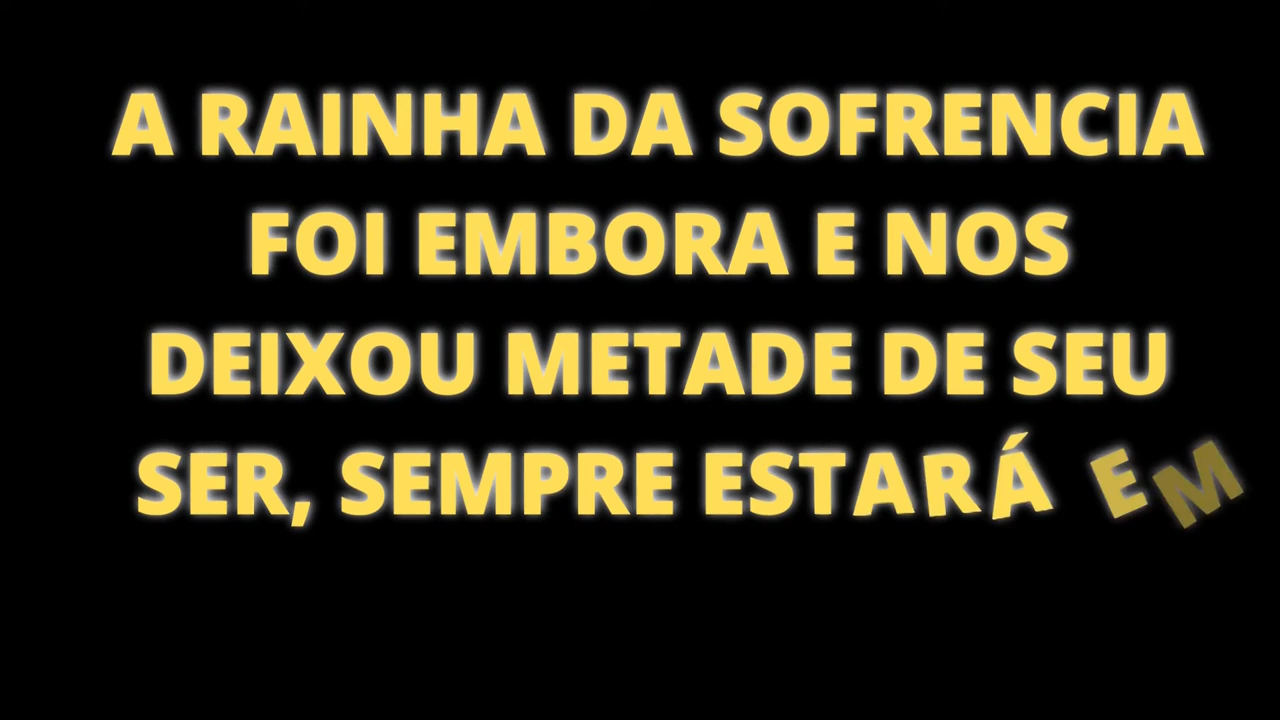 A RAINHA DA SOFRENCIA
FOI EMBORA E NOS
DEIXOU METADE DE SEU
SER, SEMPRE ESTARÁ EM